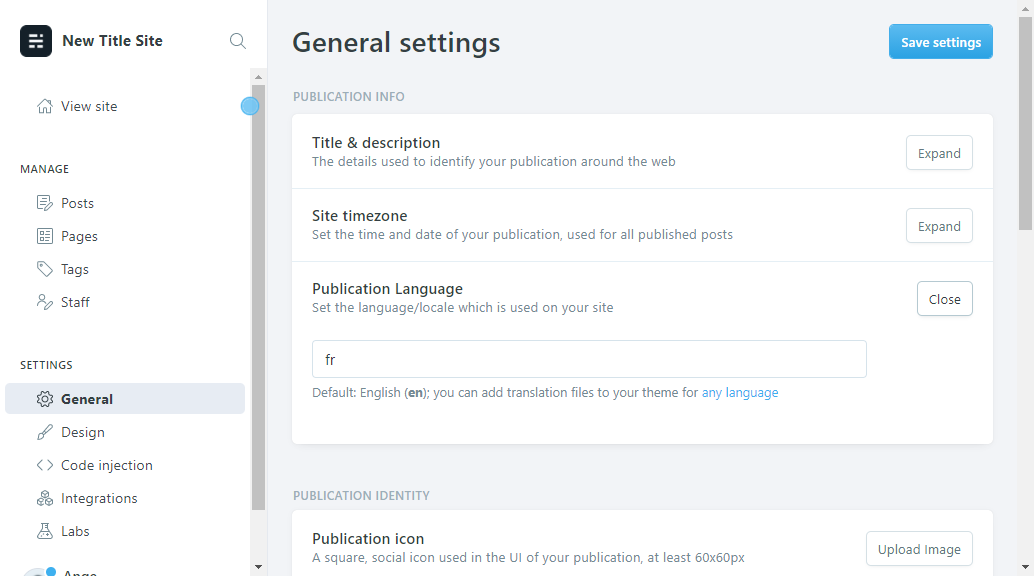 New Title Site
View site
MANAGE
Posts
Pages
Tags
Staff
SETTINGS
General
Design
Code injection
Integrations
Labs
Ange
General settings
Save settings
PUBLICATION INFO
Title & description
The details used to identify your publication around the web
Expand
Site timezone
Set the time and date of your publication, used for all published posts
Expand
Publication Language
Set the language/locale which is used on your site
Close
fr
Default: English (en); you can add translation files to your theme for any language
PUBLICATION IDENTITY
Publication icon
A square, social icon used in the UI of your publication, at least 60x60px
Upload Image